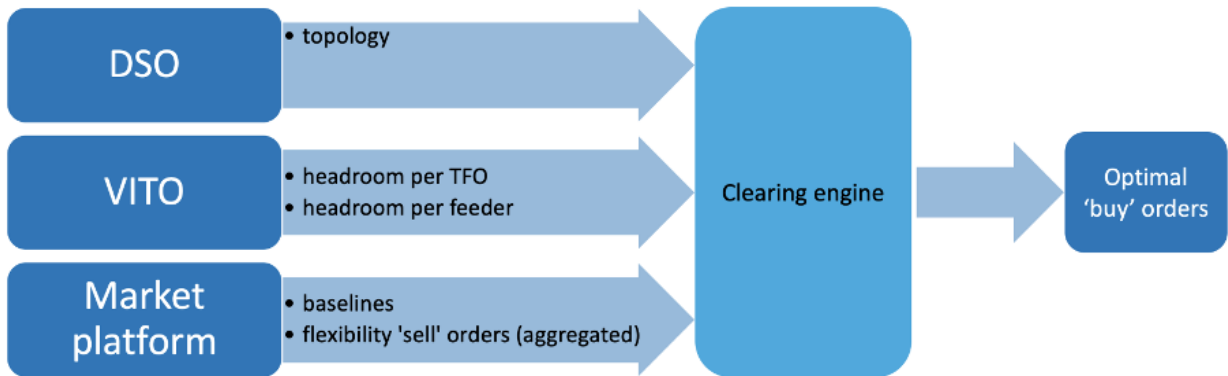 DSO
• topology
VITO
• headroom per TFO
• headroom per feeder
Market
platform
• baselines
• flexibility 'sell' orders (aggregated)
Clearing engine
Optimal
‘buy’ orders